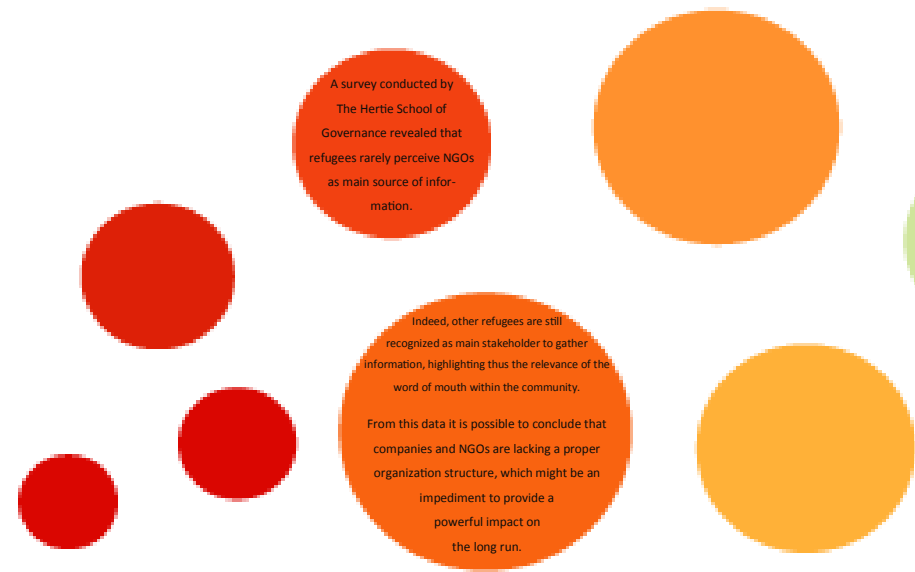 A survey conducted by
The Hertie School of
Governance revealed that
refugees rarely perceive NGOs
as main source of infor-
mation.
Indeed, other refugees are still
recognized as main stakeholder to gather
information, highlighting thus the relevance of the
word of mouth within the community.
From this data it is possible to conclude that
companies and NGOs are lacking a proper
organization structure, which might be an
impediment to provide a
powerful impact on
the long run.